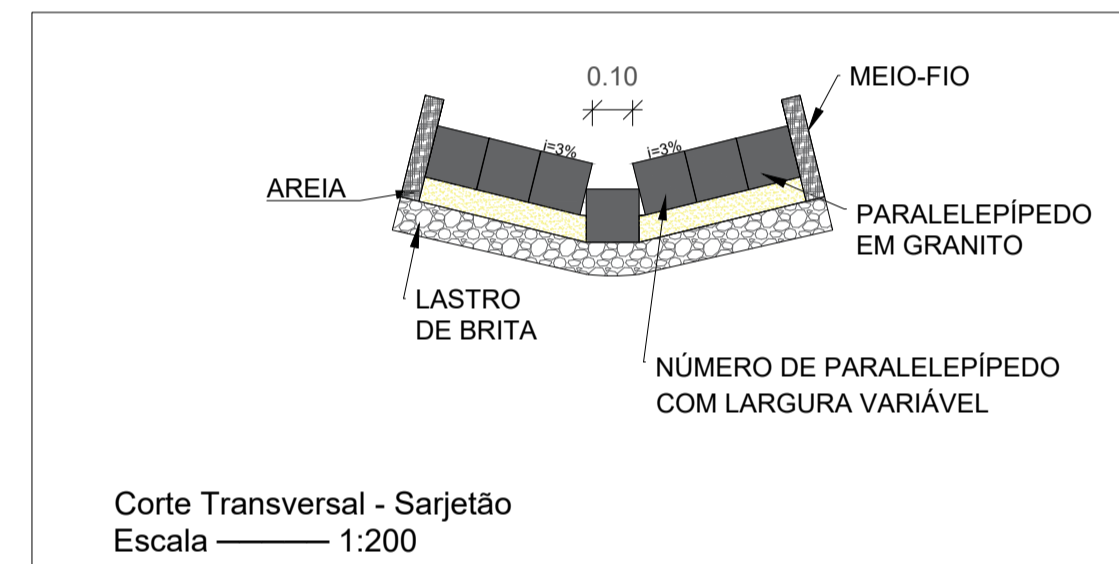 0.10
MEIO-FIO
i=3%
i=3%
AREIA
PARALELEPÍPEDO
EM GRANITO
LASTRO
DE BRITA
NÚMERO DE PARALELEPÍPEDO
COM LARGURA VARIÁVEL
Corte Transversal - Sarjetão
Escala ——— 1:200